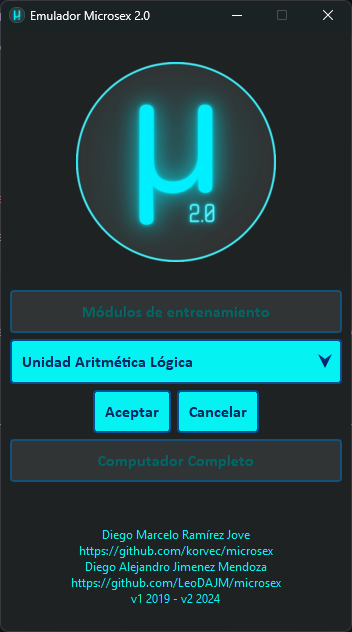 Emulador Microsex 2.0
μ
2.0
Módulos de entrenamiento
Unidad Aritmética Lógica
Aceptar Cancelar
Computador Completo
Diego Marcelo Ramírez Jove
https://github.com/korvec/microsex
Diego Alejandro Jimenez Mendoza
https://github.com/LeoDAJM/microsex
v1 2019 - v2 2024